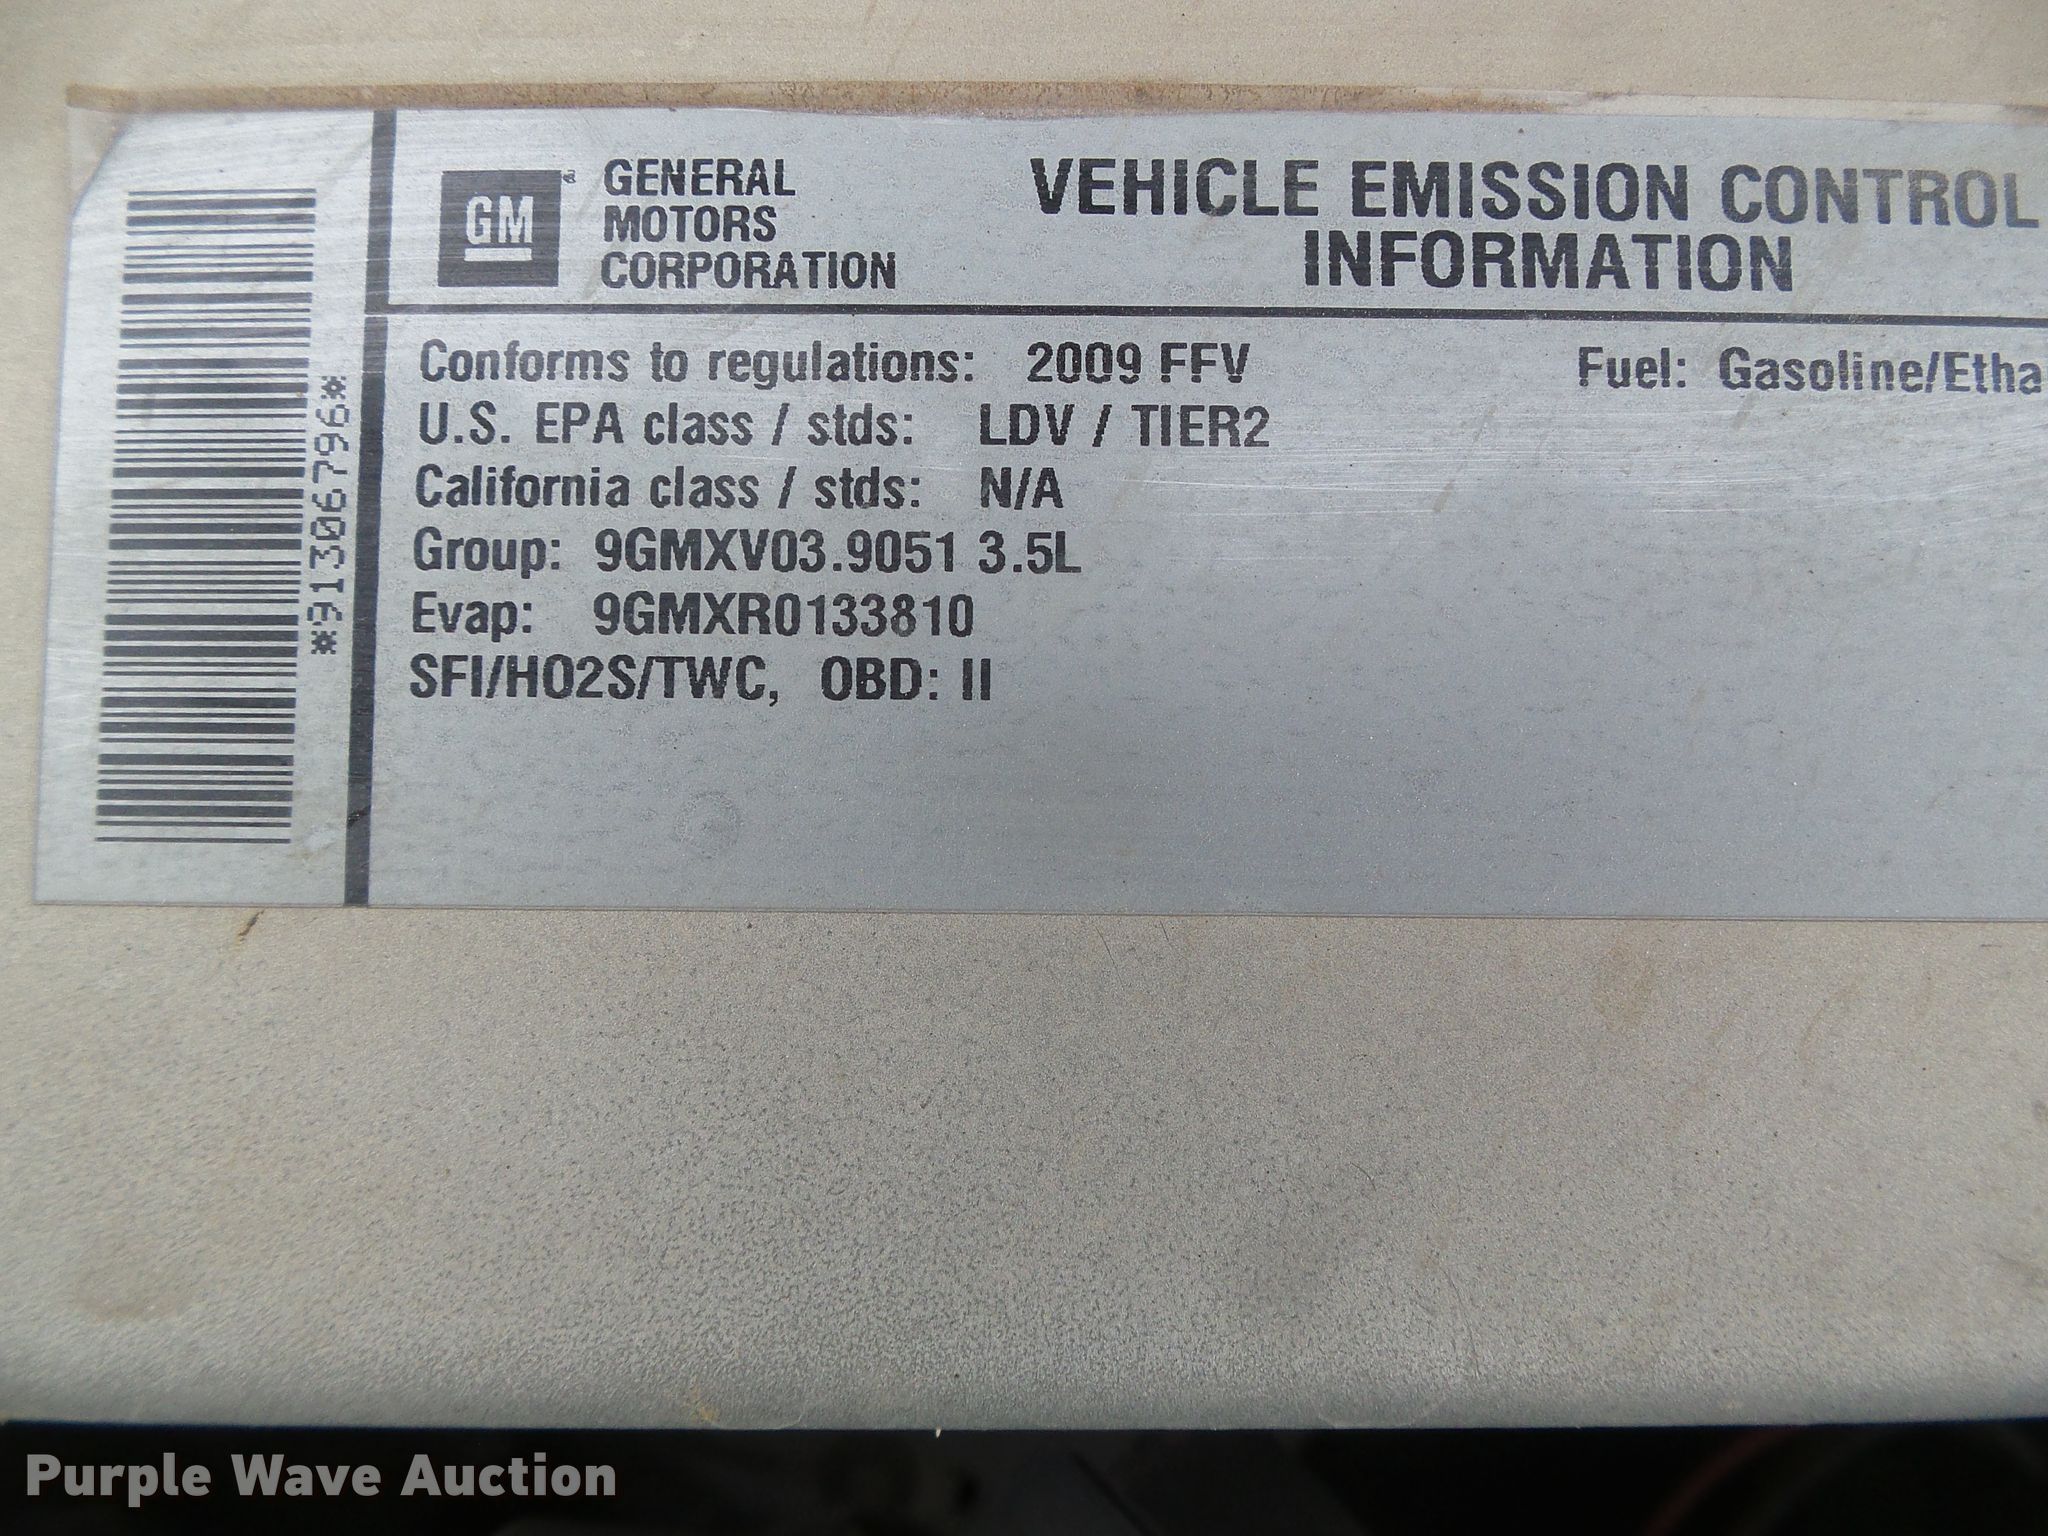 *91306796*
GM
GENERAL
MOTORS
CORPORATION
VEHICLE EMISSION CONTROL
INFORMATION
Conforms to regulations: 2009 FFV Fuel: Gasoline/Etha
U.S. EPA class / stds: LDV / TIER2
California class / stds: N/A
Group: 9GMXV03.9051 3.5L
Evap: 9GMXR0133810
SFI/HO2S/TWC, OBD: II
Purple Wave Auction